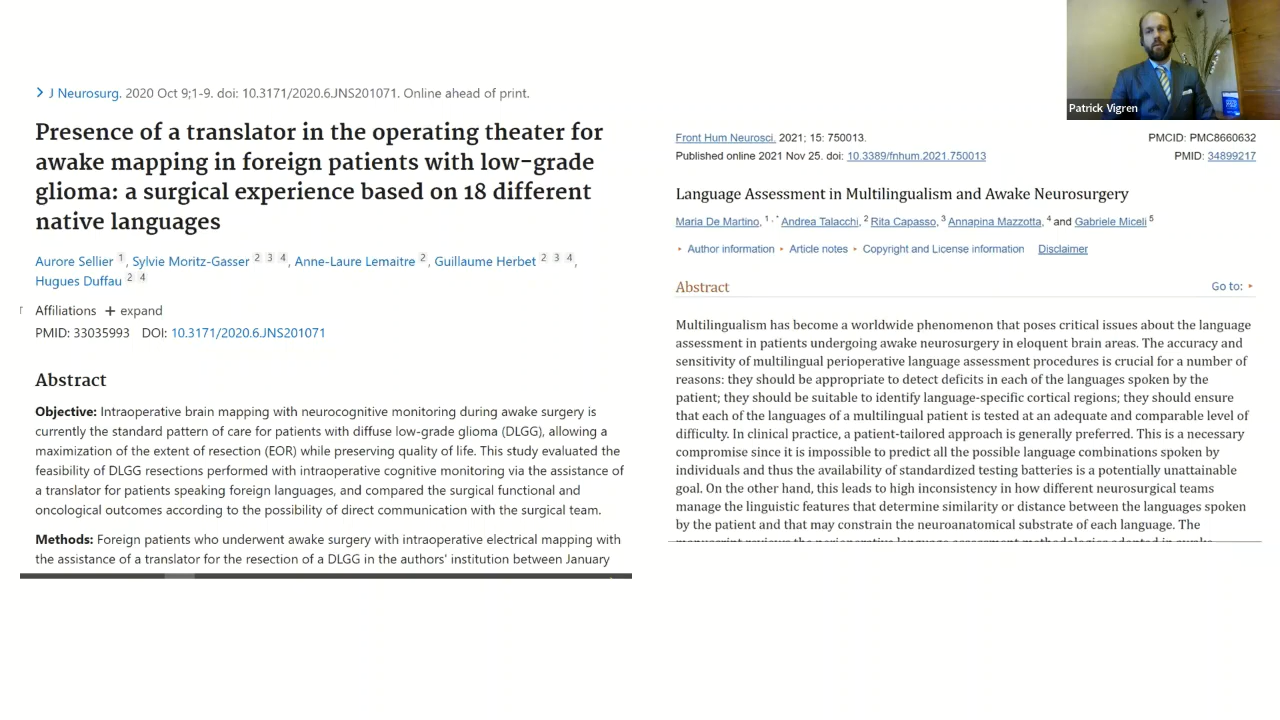 > J Neurosurg. 2020 Oct 9;1-9. doi: 10.3171/2020.6.JNS201071. Online ahead of print.
Presence of a translator in the operating theater for
awake mapping in foreign patients with low-grade
glioma: a surgical experience based on 18 different
native languages
Aurore Sellier 1, Sylvie Moritz-Gasser 2 3 4, Anne-Laure Lemaitre 2, Guillaume Herbet 2 3 4,
Hugues Duffau 2 4
Affiliations + expand
PMID: 33035993 DOI: 10.3171/2020.6.JNS201071
Abstract
Objective: Intraoperative brain mapping with neurocognitive monitoring during awake surgery is
currently the standard pattern of care for patients with diffuse low-grade glioma (DLGG), allowing a
maximization of the extent of resection (EOR) while preserving quality of life. This study evaluated the
feasibility of DLGG resections performed with intraoperative cognitive monitoring via the assistance of
a translator for patients speaking foreign languages, and compared the surgical functional and
oncological outcomes according to the possibility of direct communication with the surgical team.
Methods: Foreign patients who underwent awake surgery with intraoperative electrical mapping with
the assistance of a translator for the resection of a DLGG in the authors' institution between January
Patrick Vigren
Front Hum Neurosci. 2021; 15: 750013. PMCID: PMC8660632
Published online 2021 Nov 25. doi: 10.3389/fnhum.2021.750013 PMID: 34899217
Language Assessment in Multilingualism and Awake Neurosurgery
Maria De Martino, 1,* Andrea Talacchi, 2 Rita Capasso, 3 Annapina Mazzotta, 4 and Gabriele Miceli 5
Author information Article notes Copyright and License information Disclaimer
Abstract Go to:
Multilingualism has become a worldwide phenomenon that poses critical issues about the language
assessment in patients undergoing awake neurosurgery in eloquent brain areas. The accuracy and
sensitivity of multilingual perioperative language assessment procedures is crucial for a number of
reasons: they should be appropriate to detect deficits in each of the languages spoken by the
patient; they should be suitable to identify language-specific cortical regions; they should ensure
that each of the languages of a multilingual patient is tested at an adequate and comparable level of
difficulty. In clinical practice, a patient-tailored approach is generally preferred. This is a necessary
compromise since it is impossible to predict all the possible language combinations spoken by
individuals and thus the availability of standardized testing batteries is a potentially unattainable
goal. On the other hand, this leads to high inconsistency in how different neurosurgical teams
manage the linguistic features that determine similarity or distance between the languages spoken
by the patient and that may constrain the neuroanatomical substrate of each language. The
manuscript reviews the perioperative language assessment methodologies adopted in awake